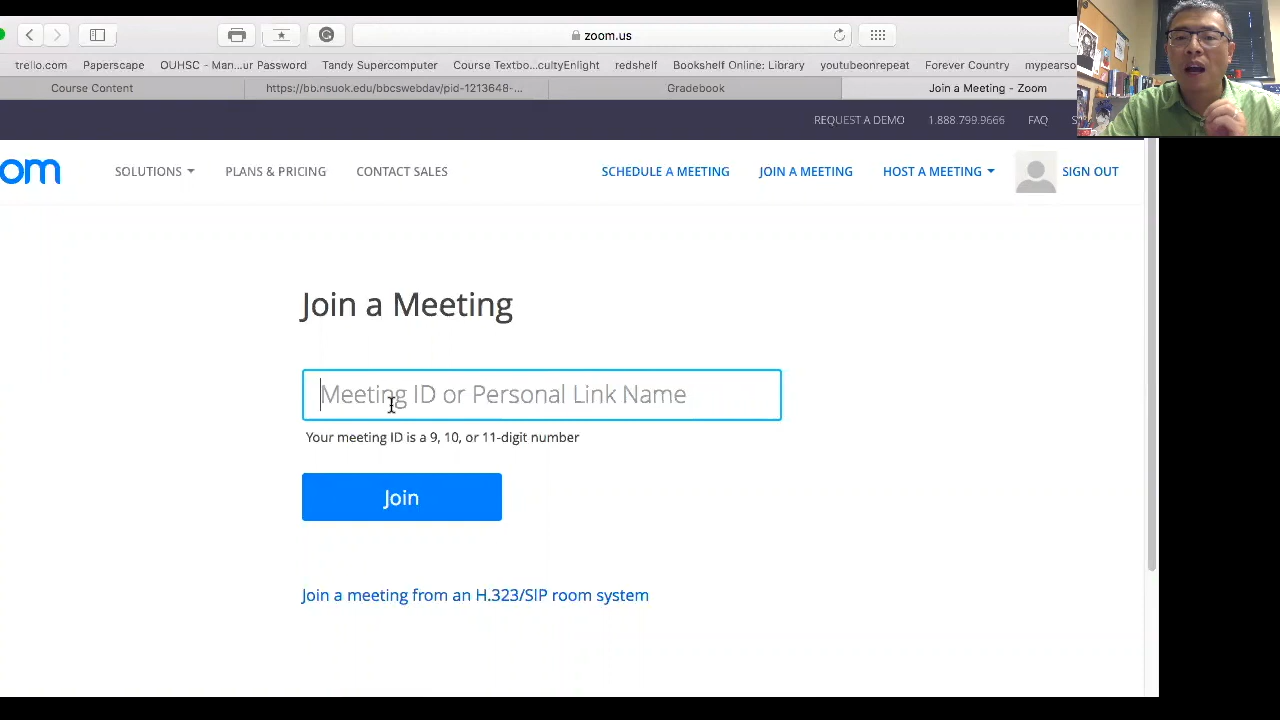 zoom.us
trello.com Paperscape OUHSC - Man...ur Password Tandy Supercomputer Course Textbo...cultyEnlight redshelf Bookshelf Online: Library youtubeonrepeat Forever Country mypearso
Course Content https://bb.nsuok.edu/bbcswebdav/pid-1213648-... Gradebook Join a Meeting - Zoom
REQUEST A DEMO 1.888.799.9666 FAQ S
om SOLUTIONS PLANS & PRICING CONTACT SALES SCHEDULE A MEETING JOIN A MEETING HOST A MEETING SIGN OUT
Join a Meeting
Meeting ID or Personal Link Name
Your meeting ID is a 9, 10, or 11-digit number
Join
Join a meeting from an H.323/SIP room system